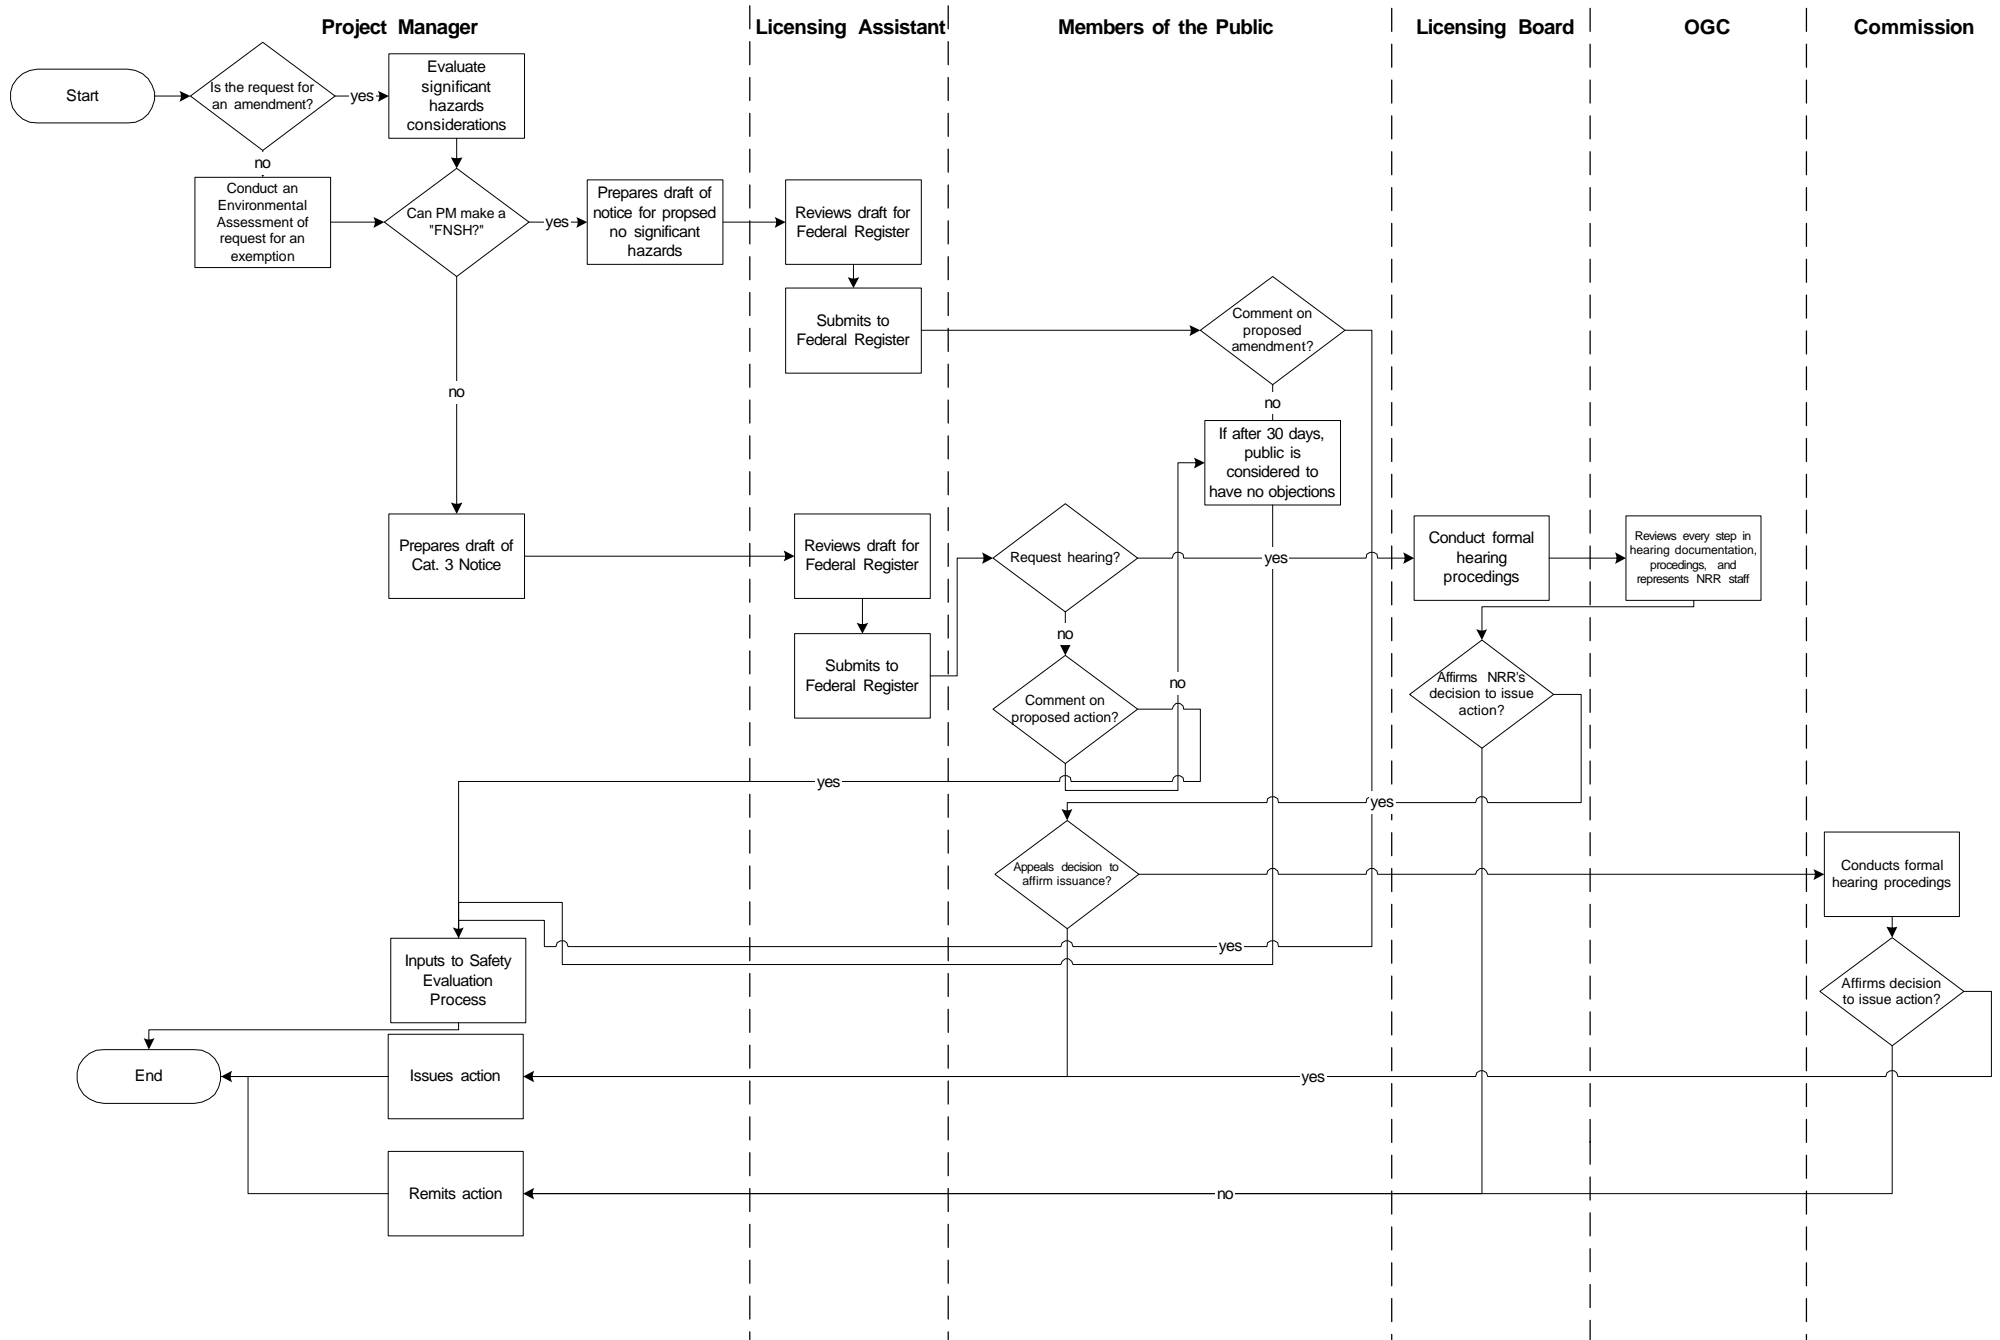 Project Manager
Licensing Assistant
Members of the Public
Licensing Board
OGC
Commission
Start
Is the request for
an amendment?
yes
Evaluate
significant
hazards
considerations
no
Conduct an
Environmental
Assessment of
request for an
exemption
Can PM make a
"FNSH?"
yes
Prepares draft of
notice for propsed
no significant
hazards
Reviews draft for
Federal Register
Submits to
Federal Register
Comment on
proposed
amendment?
no
no
If after 30 days,
public is
considered to
have no objections
Prepares draft of
Cat. 3 Notice
Reviews draft for
Federal Register
Request hearing?
yes
Conduct formal
hearing
procedings
Reviews every step in
hearing documentation,
procedings, and
represents NRR staff
no
Submits to
Federal Register
Comment on
proposed action?
no
Affirms NRR's
decision to issue
action?
yes
yes
Appeals decision to
affirm issuance?
Conducts formal
hearing procedings
yes
Inputs to Safety
Evaluation
Process
Affirms decision
to issue action?
End
Issues action
yes
Remits action
no